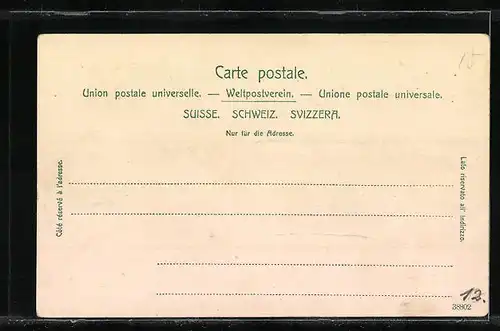 Carte postale.
Union postale universelle. — Weltpostverein. — Unione postale universale.
SUISSE. SCHWEIZ. SVIZZERA.
Nur für die Adresse.
Côté réservé à l'adresse.
Lato riservato all' indirizzo.
12.
38802